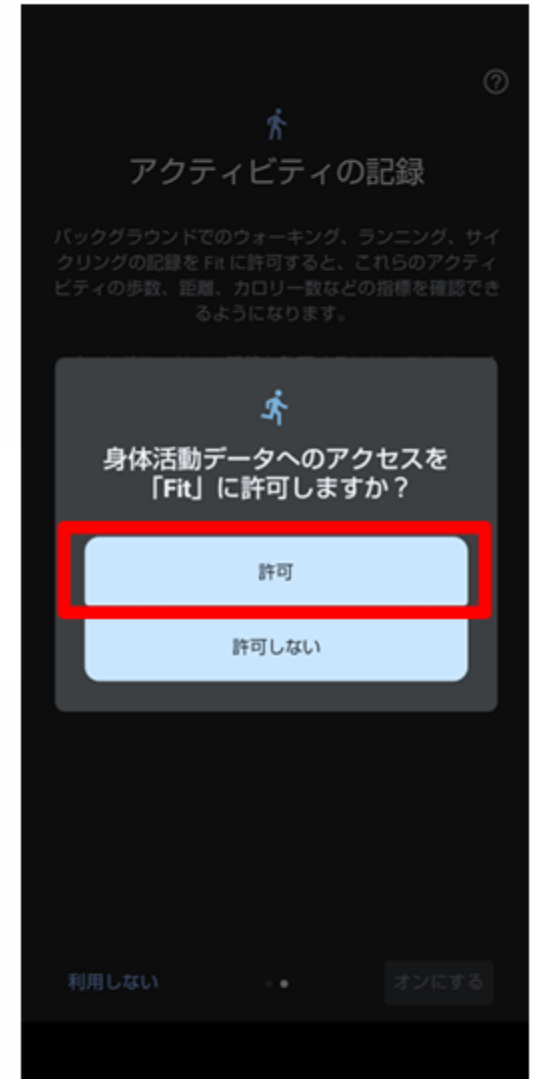 アクティビティの記録
バックグラウンドでのウォーキング、ランニング、サイ
クリングの記録を Fit に許可すると、これらのアクティ
ビティの歩数、距離、カロリー数などの指標を確認でき
るようになります。
身体活動データへのアクセスを
「Fit」に許可しますか？
許可
許可しない
利用しない
オンにする